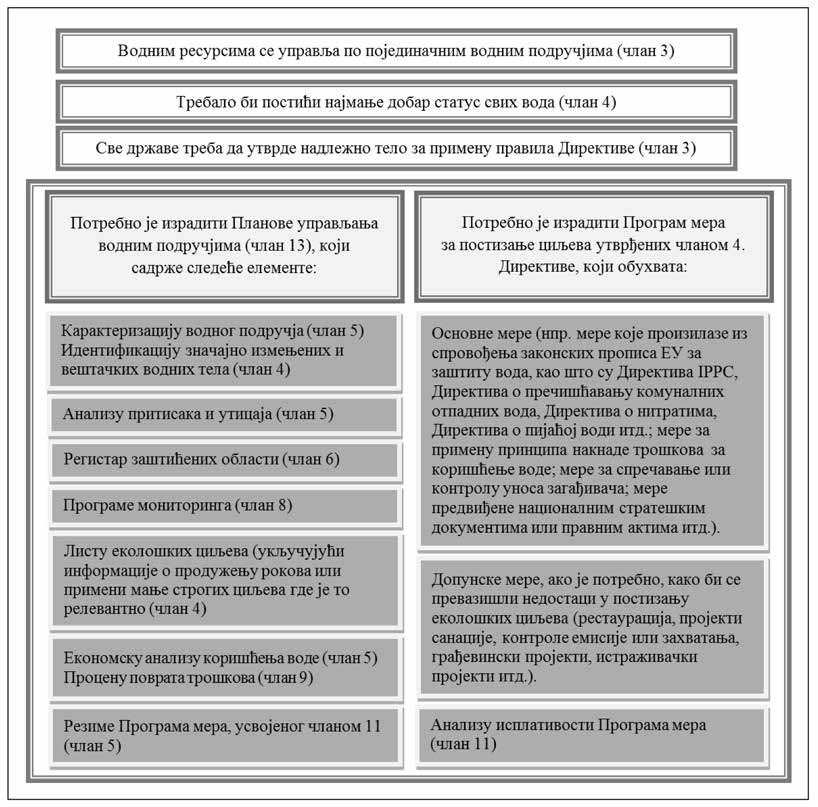 Водним ресурсима се управља по појединачним водним подручјима (члан 3)
Требало би постићи најмање добар статус свих вода (члан 4)
Све државе треба да утврде надлежно тело за примену правила Директиве (члан 3)
Потребно је израдити Планове управљања
водним подручјима (члан 13), који
садрже следеће елементе:
Карактеризацију водног подручја (члан 5)
Идентификацију значајно измењених и
вештачких водних тела (члан 4)
Анализу притисака и утицаја (члан 5)
Регистар заштићених области (члан 6)
Програме мониторинга (члан 8)
Листу еколошких циљева (укључујући
информације о продужењу рокова или
примени мање строгих циљева где је то
релевантно (члан 4)
Економску анализу коришћења воде (члан 5)
Процену поврата трошкова (члан 9)
Резиме Програма мера, усвојеног чланом 11
(члан 5)
Потребно је израдити Програм мера
за постизање циљева утврђених чланом 4.
Директиве, који обухвата:
Основне мере (нпр. мере које произилазе из
спровођења законских прописа ЕУ за
заштиту вода, као што су Директива IPPC,
Директива о пречишћавању комуналних
отпадних вода, Директива о нитратима,
Директива о пијаћој води итд.; мере за
примену принципа накнаде трошкова за
коришћење воде; мере за спречавање или
контролу уноса загађивача; мере
предвиђене националним стратешким
документима или правним актима итд.).
Допунске мере, ако је потребно, како би се
превазишли недостаци у постизању
еколошких циљева (рестаурација, пројекти
санације, контроле емисије или захватања,
грађевински пројекти, истраживачки
пројекти итд.).
Анализу исплативости Програма мера
(члан 11)